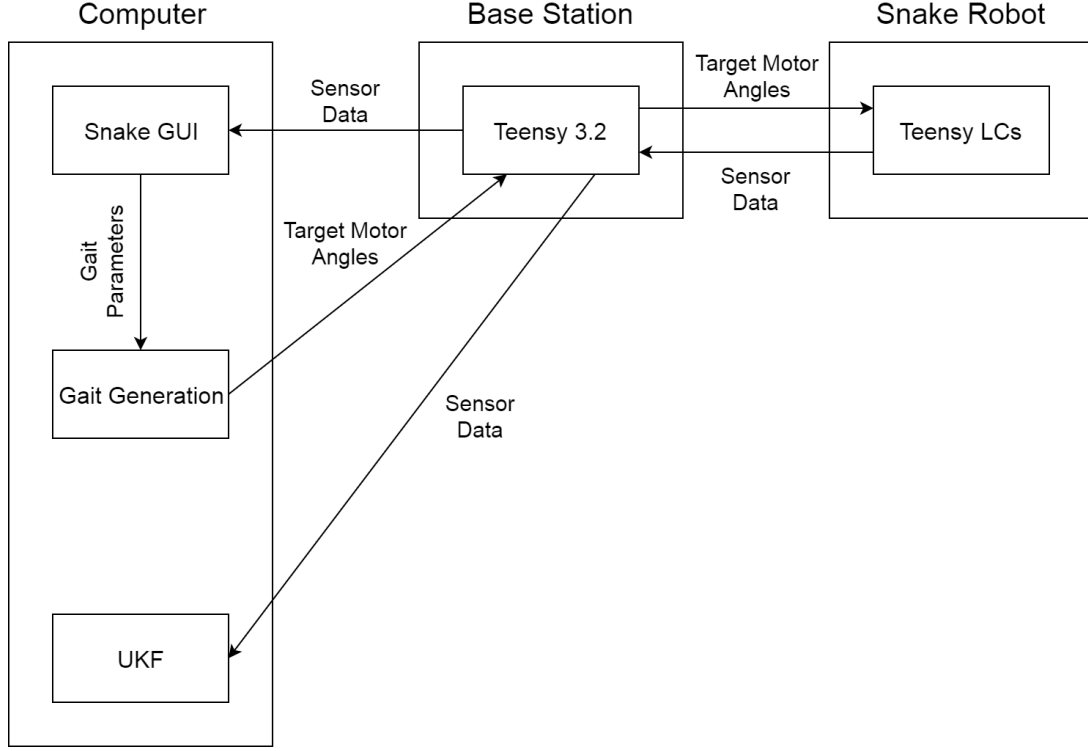 Computer
Base Station
Snake Robot
Snake GUI
Sensor
Data
Teensy 3.2
Target Motor
Angles
Teensy LCs
Sensor
Data
Gait
Parameters
Target Motor
Angles
Gait Generation
Sensor
Data
UKF